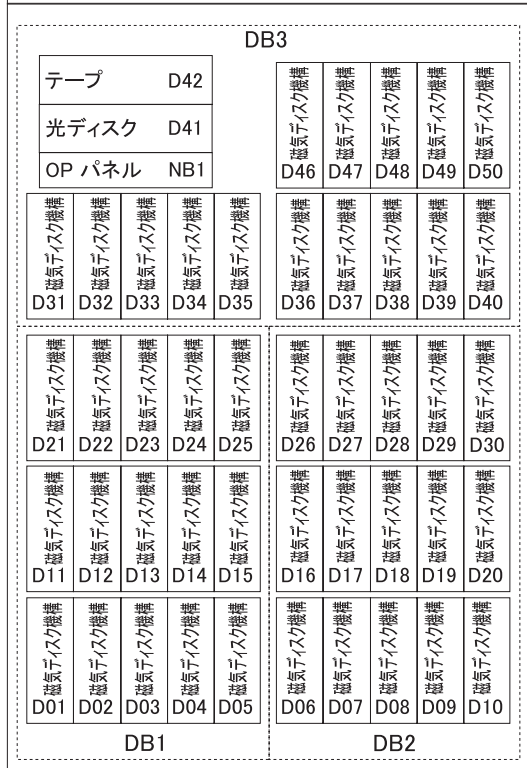 DB3
テープ D42
光ディスク D41
OP パネル NB1
磁気ディスク機構 磁気ディスク機構 磁気ディスク機構 磁気ディスク機構 磁気ディスク機構
D46 D47 D48 D49 D50
磁気ディスク機構 磁気ディスク機構 磁気ディスク機構 磁気ディスク機構 磁気ディスク機構
D31 D32 D33 D34 D35
磁気ディスク機構 磁気ディスク機構 磁気ディスク機構 磁気ディスク機構 磁気ディスク機構
D36 D37 D38 D39 D40
磁気ディスク機構 磁気ディスク機構 磁気ディスク機構 磁気ディスク機構 磁気ディスク機構
D21 D22 D23 D24 D25
磁気ディスク機構 磁気ディスク機構 磁気ディスク機構 磁気ディスク機構 磁気ディスク機構
D26 D27 D28 D29 D30
磁気ディスク機構 磁気ディスク機構 磁気ディスク機構 磁気ディスク機構 磁気ディスク機構
D11 D12 D13 D14 D15
磁気ディスク機構 磁気ディスク機構 磁気ディスク機構 磁気ディスク機構 磁気ディスク機構
D16 D17 D18 D19 D20
磁気ディスク機構 磁気ディスク機構 磁気ディスク機構 磁気ディスク機構 磁気ディスク機構
D01 D02 D03 D04 D05
磁気ディスク機構 磁気ディスク機構 磁気ディスク機構 磁気ディスク機構 磁気ディスク機構
D06 D07 D08 D09 D10
DB1
DB2